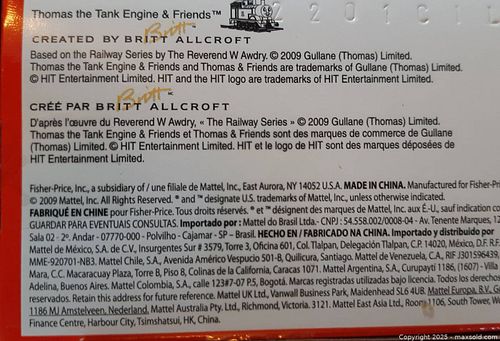 Thomas the Tank Engine & Friends™
2201CL
CREATED BY BRITT ALLCROFT
Britt
Based on the Railway Series by The Reverend W Awdry. © 2009 Gullane (Thomas) Limited.
Thomas the Tank Engine & Friends and Thomas & Friends are trademarks of Gullane (Thomas) Limited.
© HIT Entertainment Limited. HIT and the HIT logo are trademarks of HIT Entertainment Limited.
CRÉÉ PAR BRITT ALLCROFT
Britt
D'après l'œuvre du Reverend W Awdry, « The Railway Series » © 2009 Gullane (Thomas) Limited.
Thomas the Tank Engine & Friends et Thomas & Friends sont des marques de commerce de Gullane
(Thomas) Limited. © HIT Entertainment Limited. HIT et le logo de HIT sont des marques déposées de
HIT Entertainment Limited.
Fisher-Price, Inc., a subsidiary of / une filiale de Mattel, Inc., East Aurora, NY 14052 U.S.A. MADE IN CHINA. Manufactured for Fisher-Pri
© 2009 Mattel, Inc. All Rights Reserved. ® and ™ designate U.S. trademarks of Mattel, Inc., unless otherwise indicated.
FABRIQUÉ EN CHINE pour Fisher-Price. Tous droits réservés. ® et ™ désignent des marques de Mattel, Inc. aux É.-U., sauf indication co
GUARDAR PARA EVENTUAIS CONSULTAS. Importado por : Mattel do Brasil Ltda.- CNPJ : 54.558.002/0008-04 - Av. Tenente Marques, 12
Sala 02 - 2º. Andar - 07770-000 - Polvilho - Cajamar - SP – Brasil. HECHO EN / FABRICADO NA CHINA. Importado y distribuido por
Mattel de México, S.A. de C.V., Insurgentes Sur # 3579, Torre 3, Oficina 601, Col. Tlalpan, Delegación Tlalpan, C.P. 14020, México, D.F. R.F.
MME-920701-NB3. Mattel Chile, S.A., Avenida Américo Vespucio 501-B, Quilicura, Santiago. Mattel de Venezuela, C.A., RIF J301596439,
Mara, C.C. Macaracuay Plaza, Torre B, Piso 8, Colinas de la California, Caracas 1071. Mattel Argentina, S.A., Curupaytí 1186, (1607) - Villa
Adelina, Buenos Aires. Mattel Colombia, S.A., calle 123#7-07 P.5, Bogotá. Marcas registradas utilizadas bajo licencia. Todos los derechos
reservados. Retain this address for future reference. Mattel UK Ltd., Vanwall Business Park, Maidenhead SL6 4UB. Mattel Europa, B.V., G
1186 MJ Amstelveen, Nederland. Mattel Australia Pty. Ltd., Richmond, Victoria. 3121. Mattel East Asia Ltd., Room 1106, South Tower, W
Finance Centre, Harbour City, Tsimshatsui, HK, China.
Copyright 2025 - maxsold.com